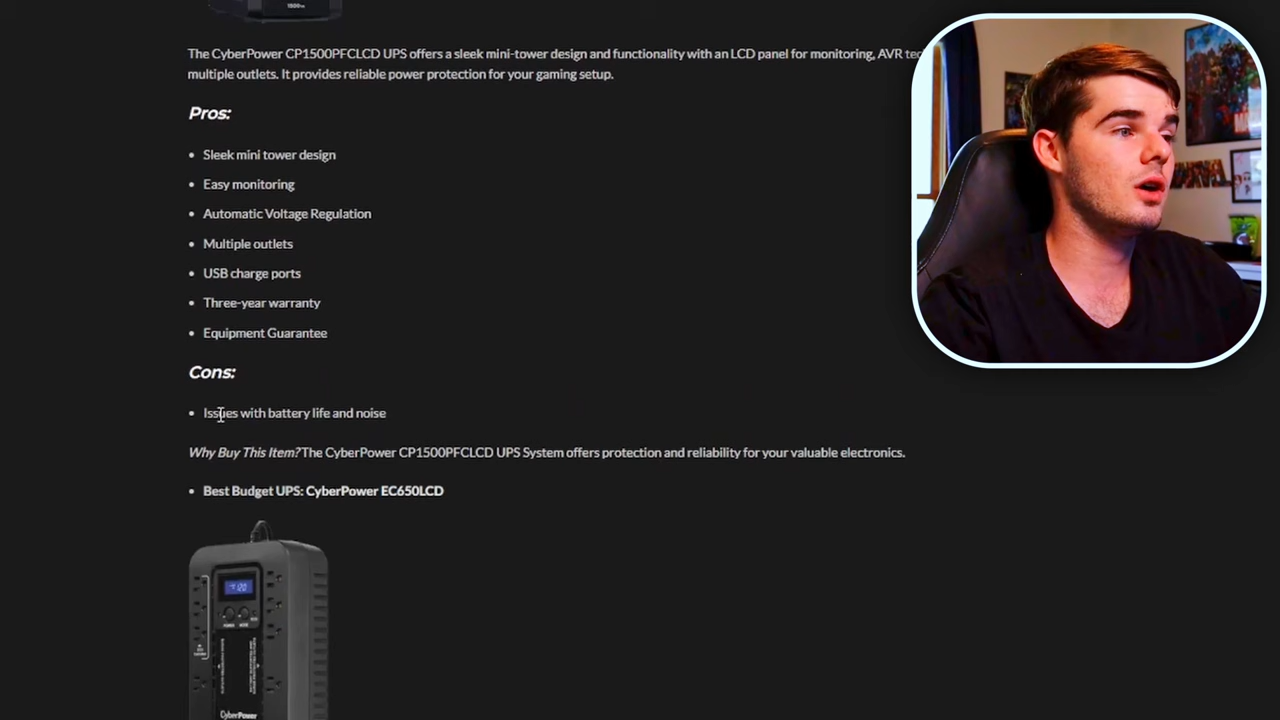 1500VA
The CyberPower CP1500PFCLCD UPS offers a sleek mini-tower design and functionality with an LCD panel for monitoring, AVR
multiple outlets. It provides reliable power protection for your gaming setup.
Pros:
• Sleek mini tower design
• Easy monitoring
• Automatic Voltage Regulation
• Multiple outlets
• USB charge ports
• Three-year warranty
• Equipment Guarantee
Cons:
• Issues with battery life and noise
Why Buy This Item? The CyberPower CP1500PFCLCD UPS System offers protection and reliability for your valuable electronics.
• Best Budget UPS: CyberPower EC650LCD
120
POWER MODE
CyberPower